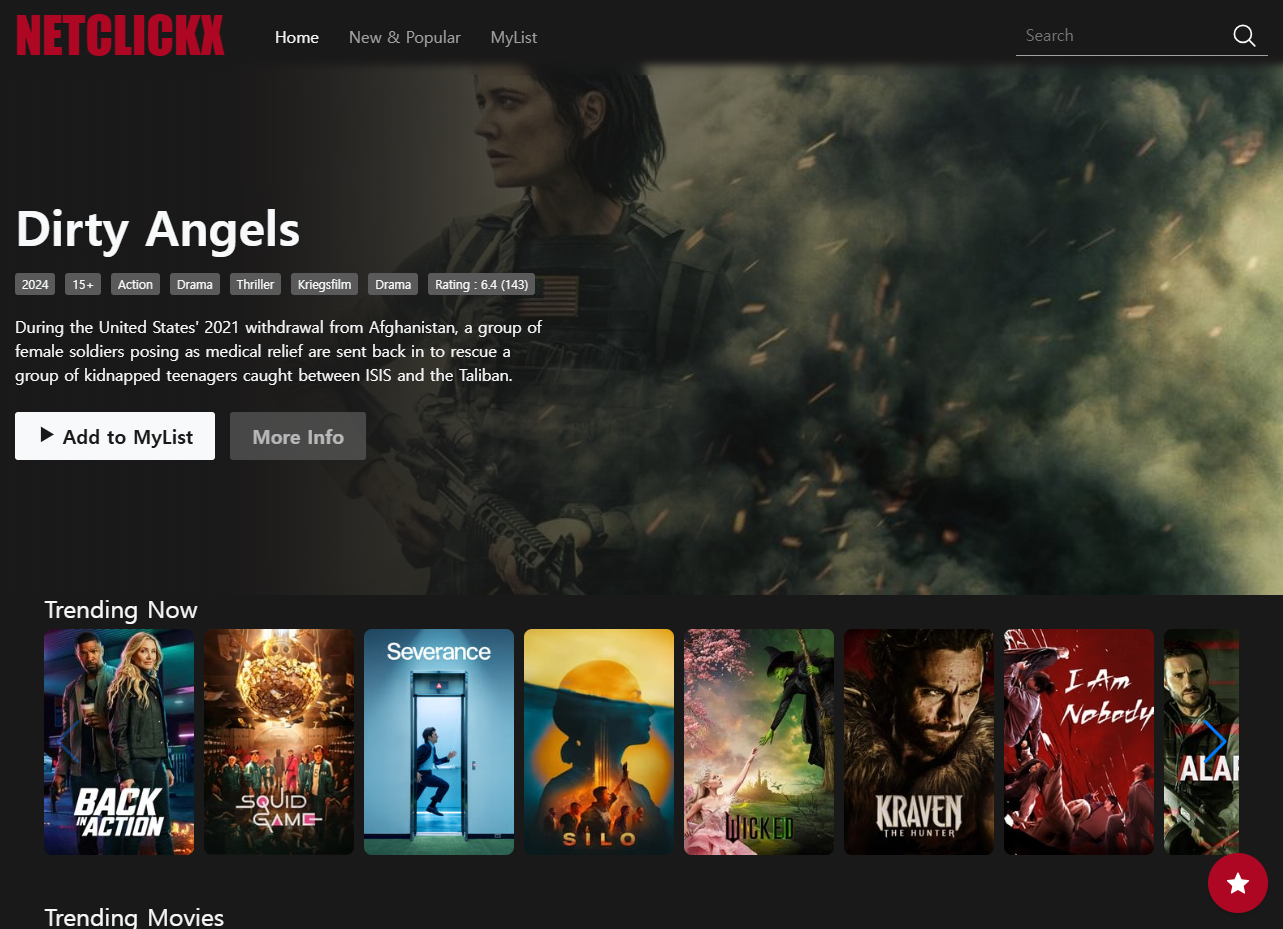 NETCLICKX
Home New & Popular MyList
Search
Dirty Angels
2024 15+ Action Drama Thriller Kriegsfilm Drama Rating : 6.4 (143)
During the United States' 2021 withdrawal from Afghanistan, a group of
female soldiers posing as medical relief are sent back in to rescue a
group of kidnapped teenagers caught between ISIS and the Taliban.
Add to MyList More Info
Trending Now
BACK
IN ACTION
SQUID
GAME
Severance
SILO
WICKED
KRAVEN
THE HUNTER
I Am
Nobody
ALAR
Trending Movies